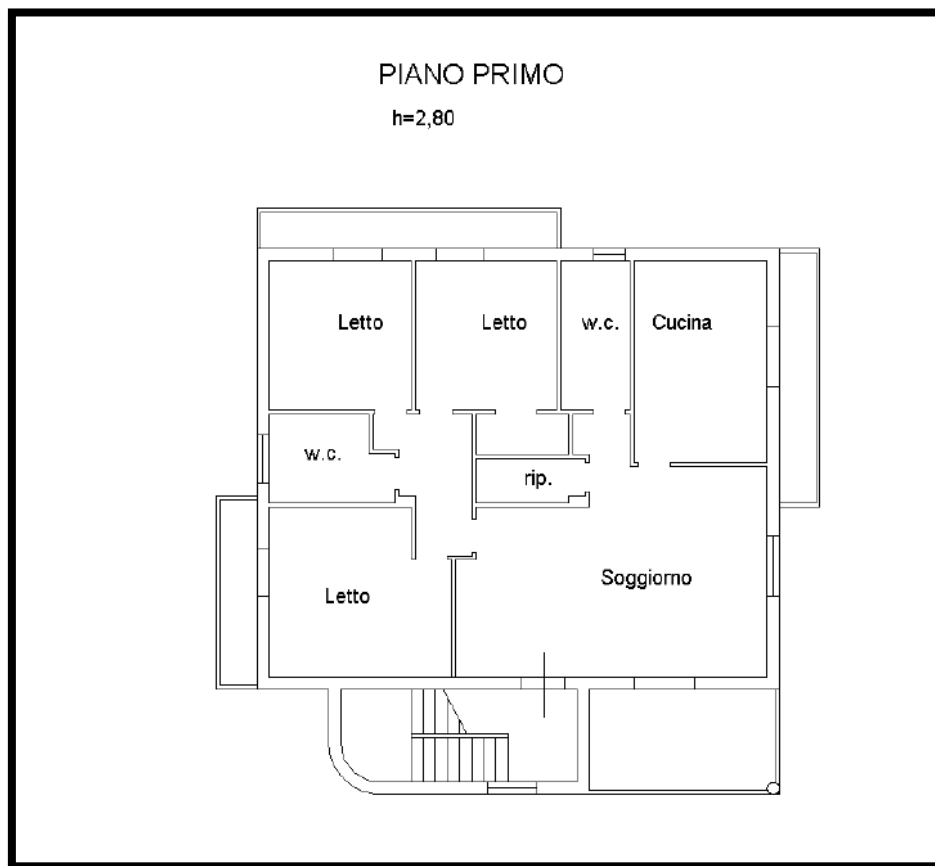 PIANO PRIMO
h=2,80
Letto
Letto
w.c.
Cucina
w.c.
rip.
Soggiorno
Letto